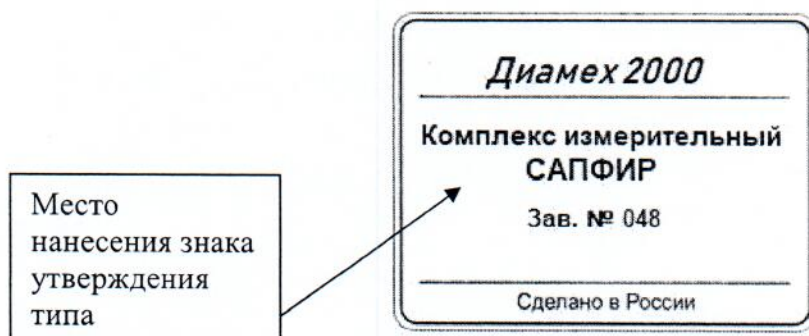 Диамех 2000
Комплекс измерительный
САПФИР
Зав. № 048
Сделано в России
Место
нанесения знака
утверждения
типа